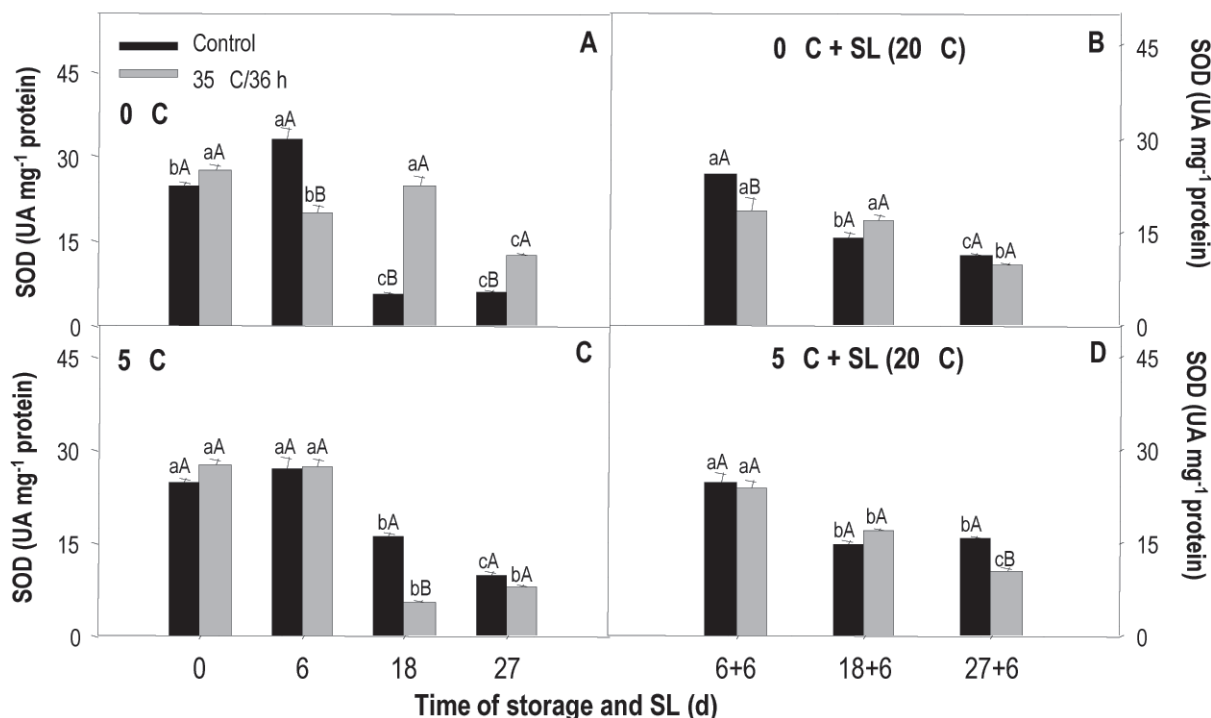 Control
35 C/36 h
A
0 C
SOD (UA mg⁻¹ protein)
45
30
15
0
bA
aA
aA
bB
cB
aA
cB
cA
B
0 C + SL (20 C)
aA
aB
bA
aA
cA
bA
45
30
15
0
SOD (UA mg⁻¹ protein)
5 C
C
SOD (UA mg⁻¹ protein)
45
30
15
0
aA
aA
aA
aA
bA
bB
cA
bA
0
6
18
27
5 C + SL (20 C)
D
aA
aA
bA
bA
bA
cB
45
30
15
0
SOD (UA mg⁻¹ protein)
6+6
18+6
27+6
Time of storage and SL (d)